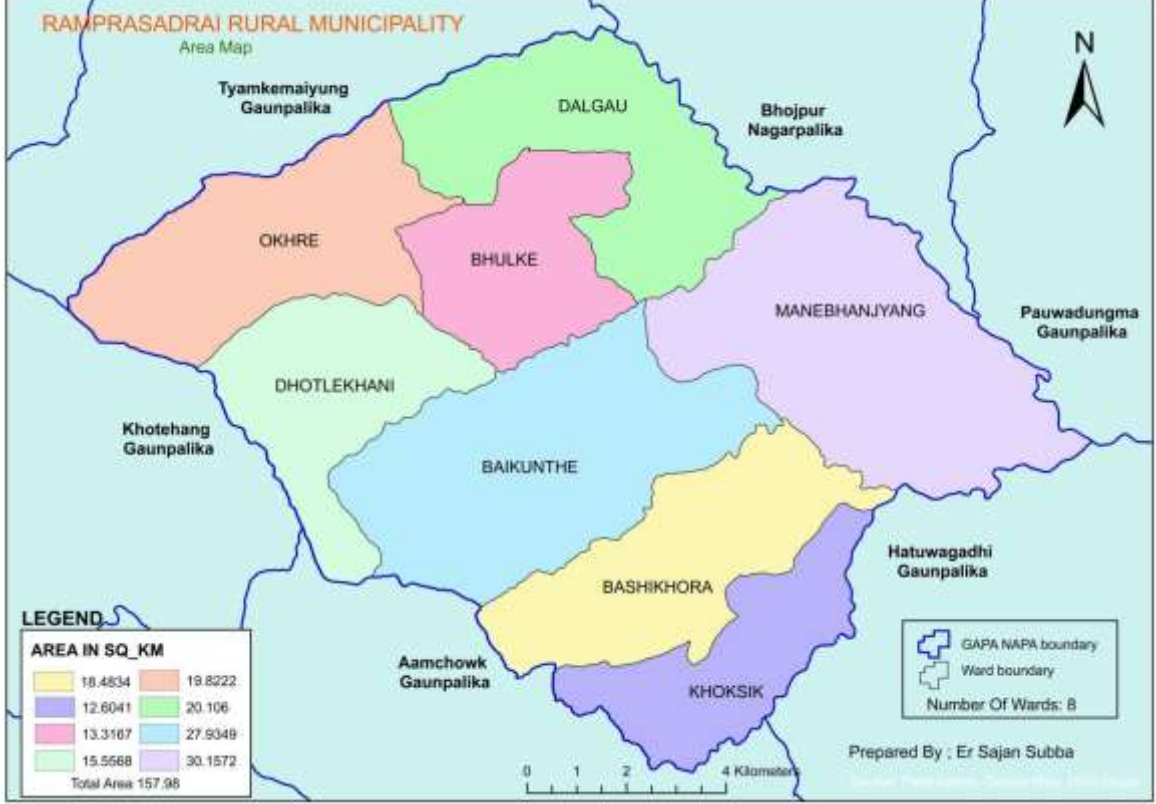 RAMPRASADRAI RURAL MUNICIPALITY
Area Map
N
Tyamkemaiyung
Gaunpalika
DALGAU
Bhojpur
Nagarpalika
OKHRE
BHULKE
MANEBHANJYANG
Pauwadungma
Gaunpalika
DHOTLEKHANI
Khotehang
Gaunpalika
BAIKUNTHE
Hatuwagadhi
Gaunpalika
BASHIKHORA
Aamchowk
Gaunpalika
KHOKSIK
LEGEND
AREA IN SQ_KM
18.4834 19.8222
12.6041 20.106
13.3167 27.9349
15.5568 30.1572
Total Area 157.98
GAPA NAPA boundary
Ward boundary
Number Of Wards: 8
Prepared By ; Er Sajan Subba
0 1 2 4 Kilometers